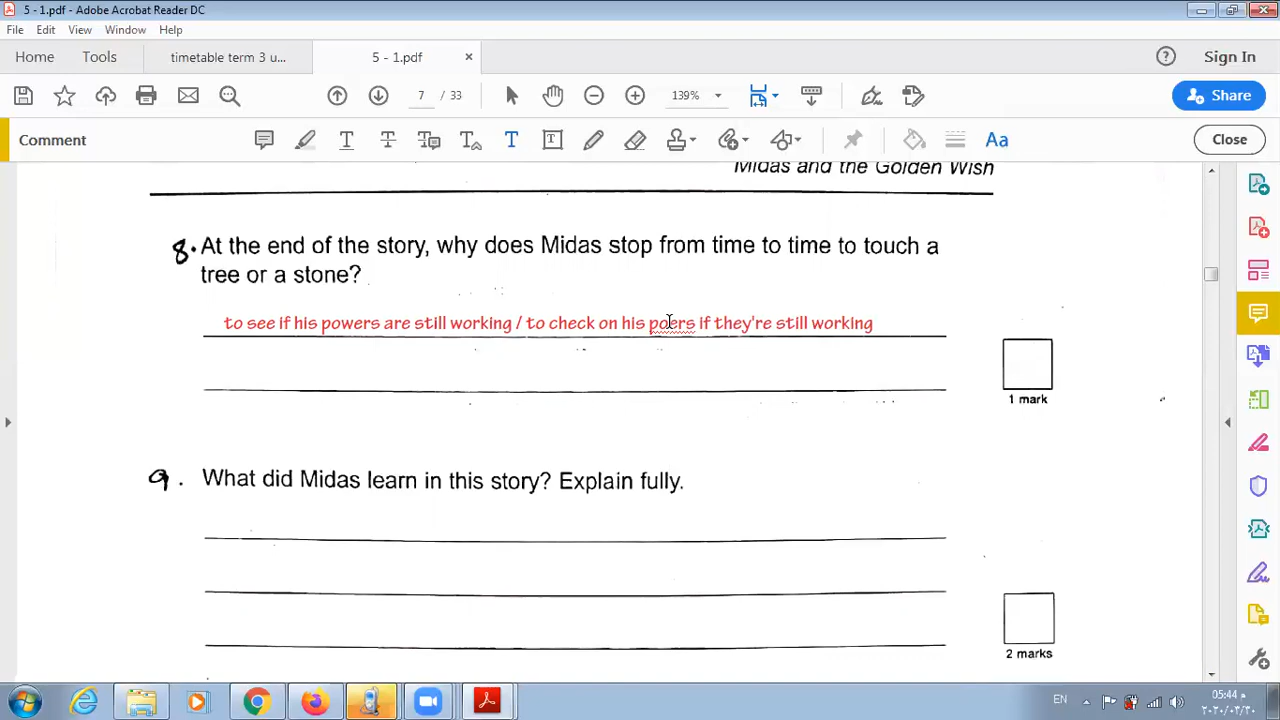 5 - 1.pdf - Adobe Acrobat Reader DC
File Edit View Window Help
Home Tools timetable term 3 u... 5 - 1.pdf × Sign In
7 / 33 139% Share
Comment Close
Midas and the Golden Wish
8. At the end of the story, why does Midas stop from time to time to touch a
tree or a stone?
to see if his powers are still working / to check on his poers if they're still working
1 mark
9. What did Midas learn in this story? Explain fully.
2 marks
EN
05:44 م
٢٠٢٠/٠٣/٣٠